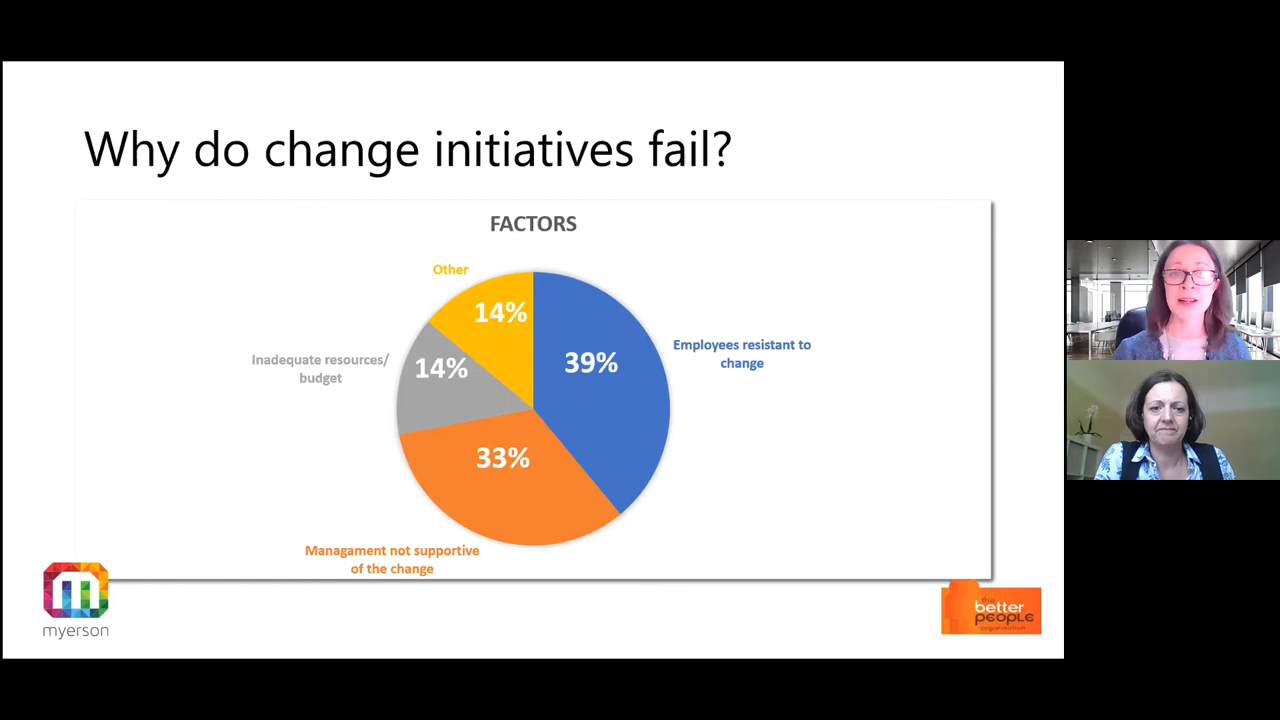 Why do change initiatives fail?
FACTORS
Other
14%
39%
Employees resistant to
change
Inadequate resources/
budget
14%
33%
Managament not supportive
of the change
myerson
the
better
PEOPLE
organisation